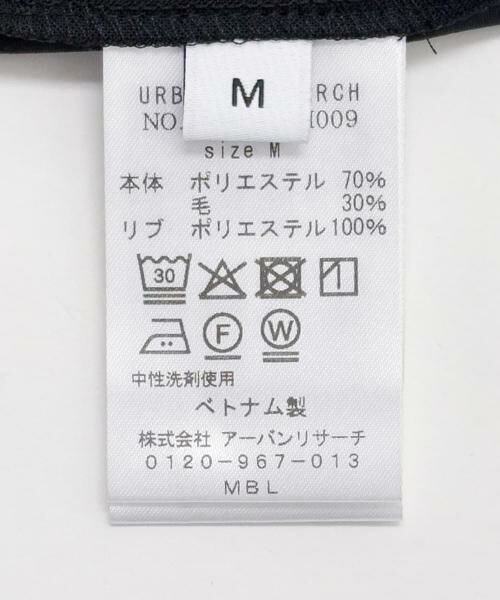 M
URB RCH
NO. 009
size M
本体 ポリエステル 70%
毛 30%
リブ ポリエステル 100%
30
F W
中性洗剤使用
ベトナム製
株式会社 アーバンリサーチ
0120-967-013
MBL